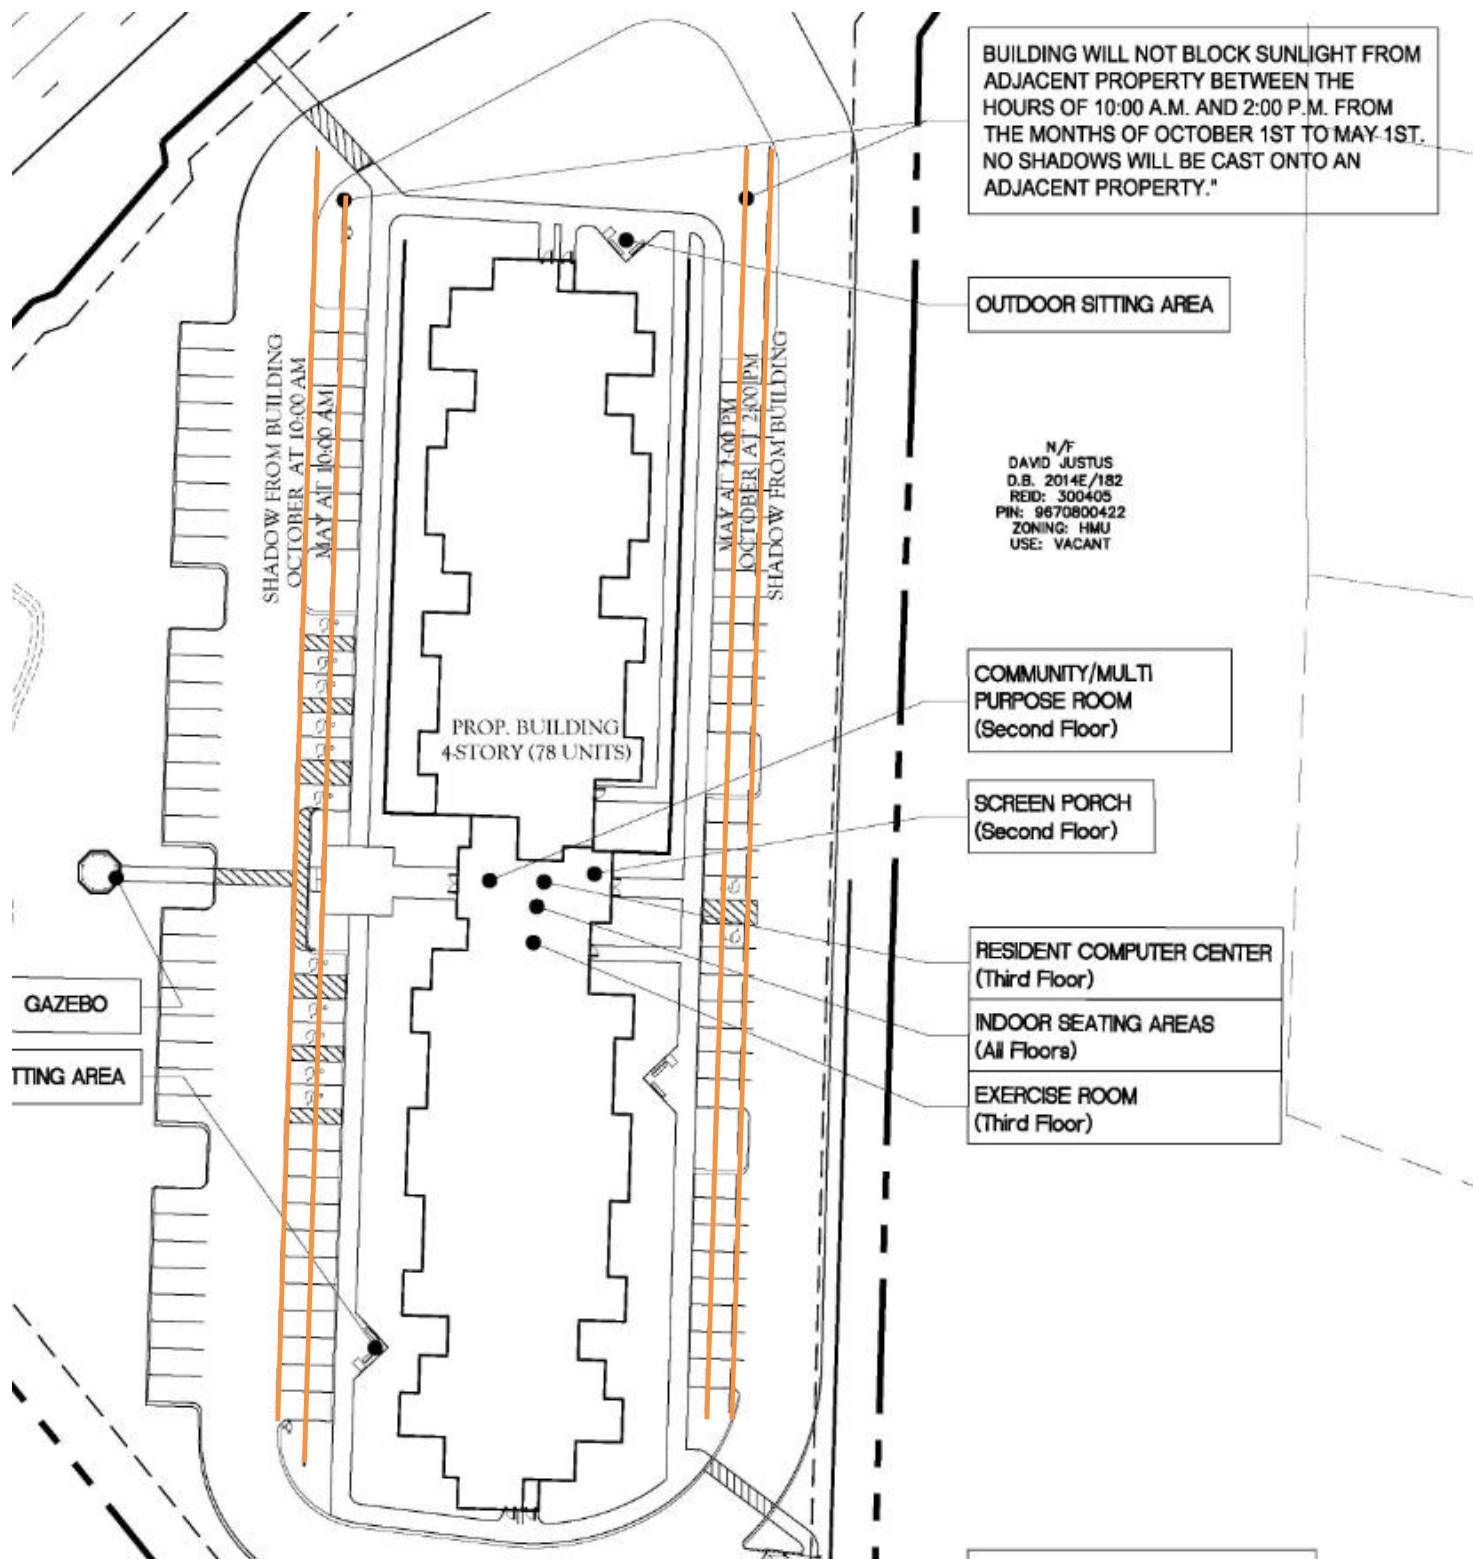 BUILDING WILL NOT BLOCK SUNLIGHT FROM
ADJACENT PROPERTY BETWEEN THE
HOURS OF 10:00 A.M. AND 2:00 P.M. FROM
THE MONTHS OF OCTOBER 1ST TO MAY 1ST.
NO SHADOWS WILL BE CAST ONTO AN
ADJACENT PROPERTY."
OUTDOOR SITTING AREA
SHADOW FROM BUILDING
OCTOBER AT 10:00 AM
MAY AT 10:00 AM
MAY AT 2:00 PM
OCTOBER AT 2:00 PM
SHADOW FROM BUILDING
N/F
DAVID JUSTUS
D.B. 2014E/182
REID: 300405
PIN: 9670800422
ZONING: HMU
USE: VACANT
COMMUNITY/MULTI
PURPOSE ROOM
(Second Floor)
PROP. BUILDING
4-STORY (78 UNITS)
SCREEN PORCH
(Second Floor)
RESIDENT COMPUTER CENTER
(Third Floor)
GAZEBO
INDOOR SEATING AREAS
(All Floors)
TTING AREA
EXERCISE ROOM
(Third Floor)